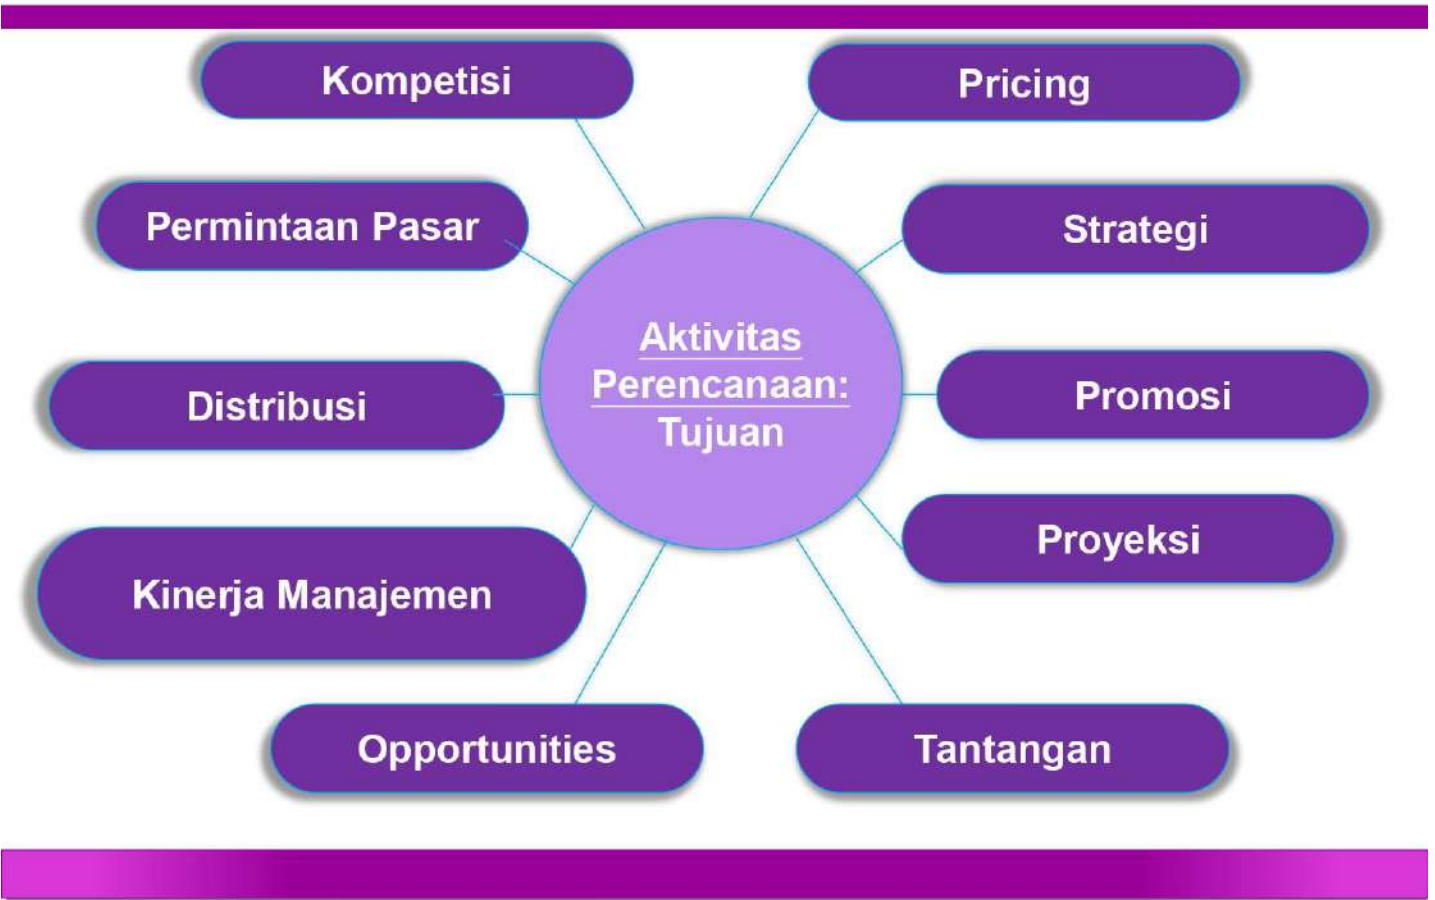 Kompetisi
Pricing
Permintaan Pasar
Strategi
Aktivitas
Perencanaan:
Tujuan
Distribusi
Promosi
Kinerja Manajemen
Proyeksi
Opportunities
Tantangan